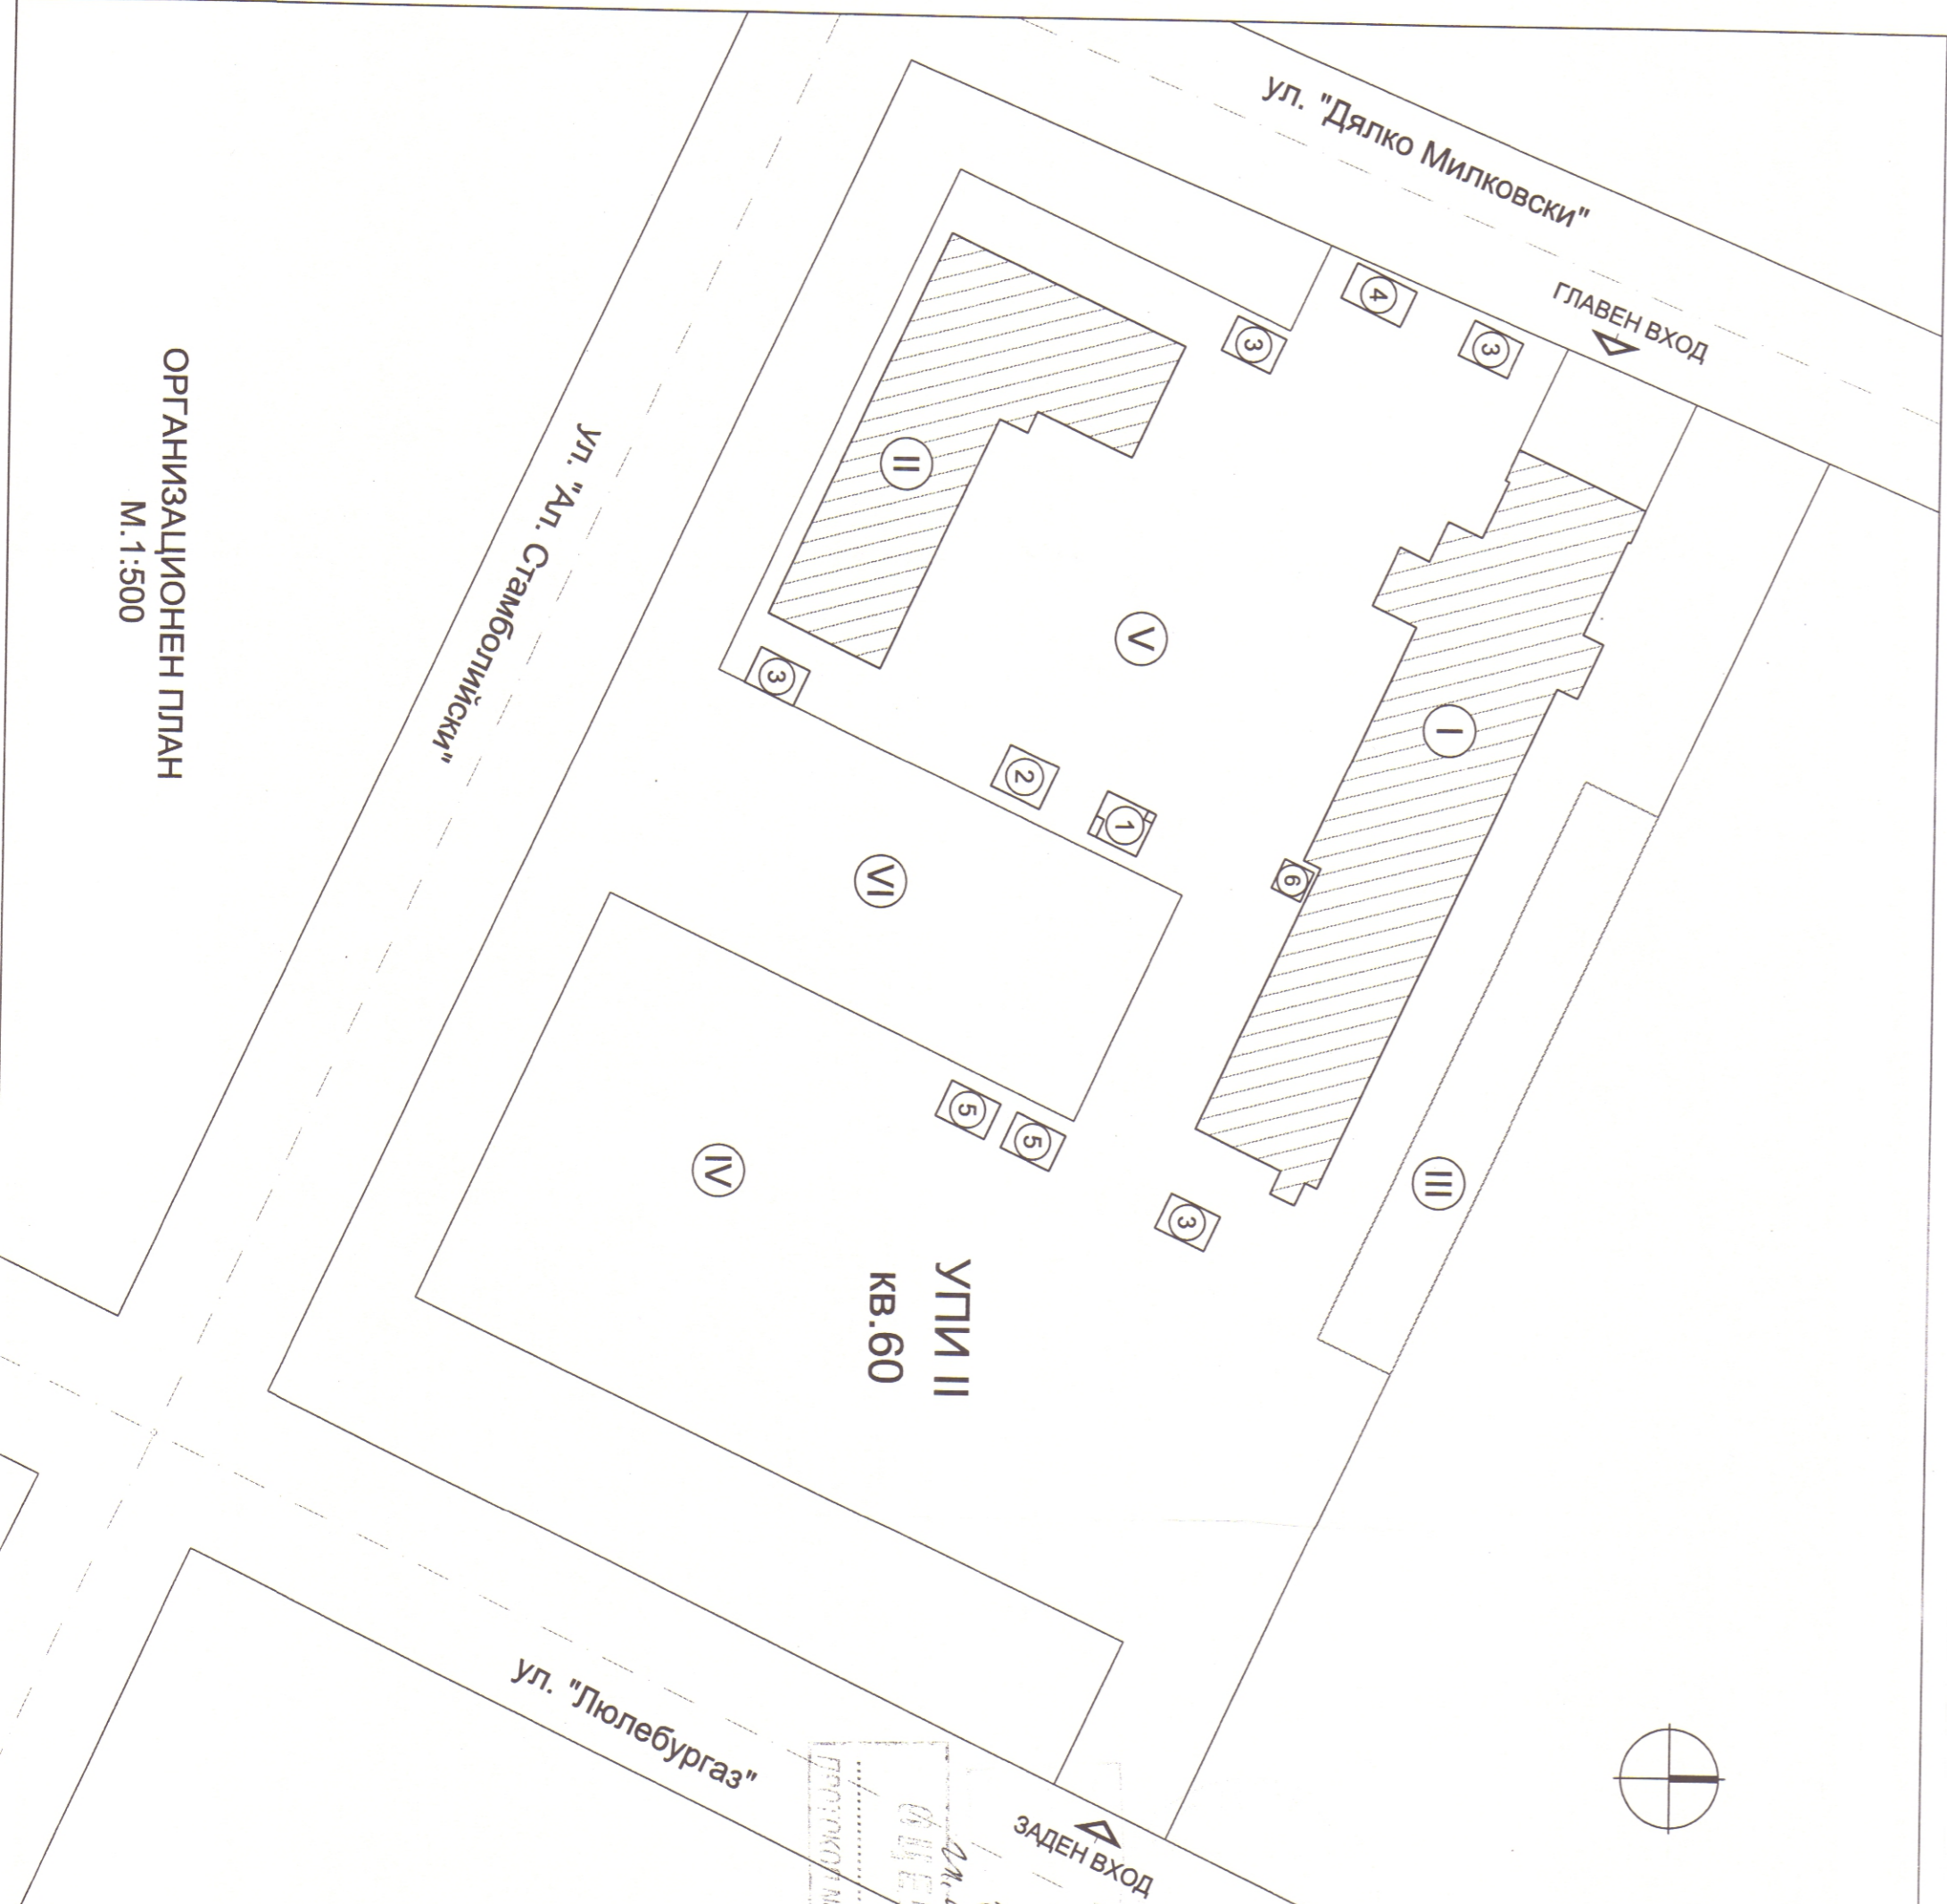 ул. "Дялко Милковски"
ГЛАВЕН ВХОД
4
3
3
II
V
I
3
2
1
6
VI
5
5
IV
III
3
УПИ II
кв.60
ул. "Ал. Стамболийски"
ОРГАНИЗАЦИОНЕН ПЛАН
М.1:500
ул. "Люлебургаз"
ЗАДЕН ВХОД